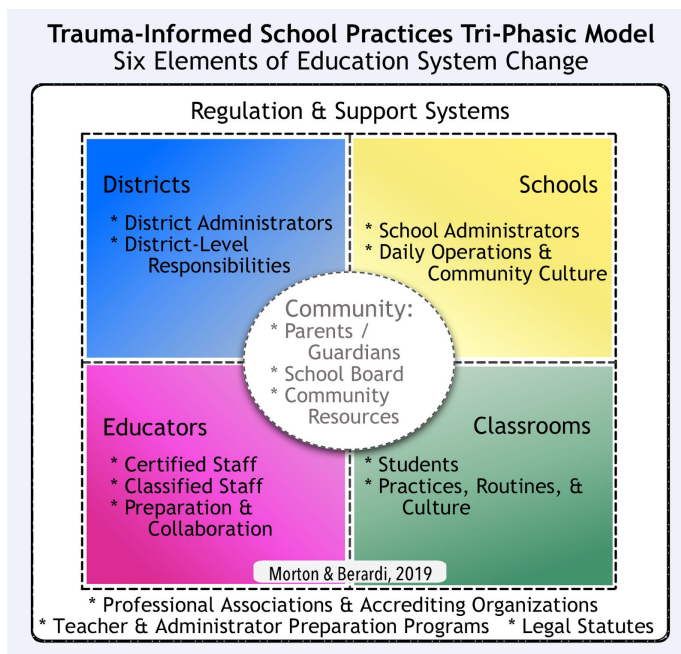 Trauma-Informed School Practices Tri-Phasic Model
Six Elements of Education System Change
Regulation & Support Systems
Districts
* District Administrators
* District-Level
Responsibilities
Schools
* School Administrators
* Daily Operations &
Community Culture
Community:
* Parents /
Guardians
* School Board
* Community
Resources
Educators
* Certified Staff
* Classified Staff
* Preparation &
Collaboration
Classrooms
* Students
* Practices, Routines, &
Culture
Morton & Berardi, 2019
* Professional Associations & Accrediting Organizations
* Teacher & Administrator Preparation Programs * Legal Statutes